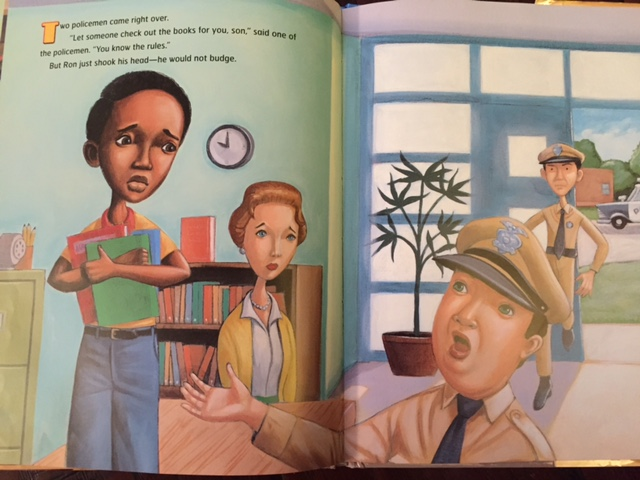 Two policemen came right over.
"Let someone check out the books for you, son," said one of
the policemen. "You know the rules."
But Ron just shook his head—he would not budge.